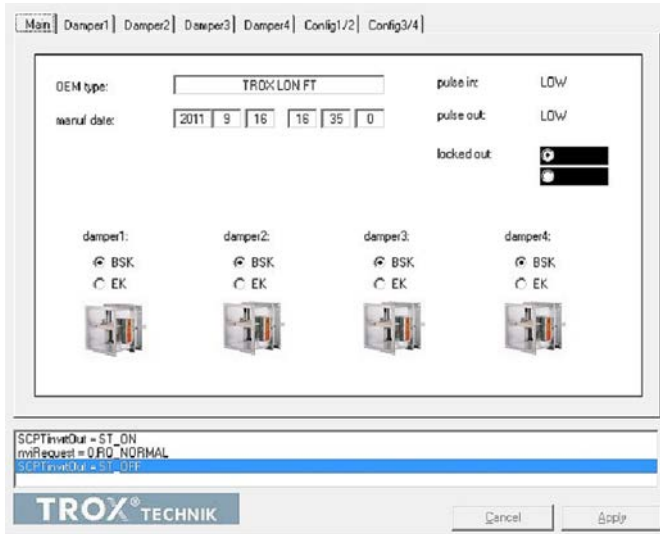 Main Damper1 Damper2 Damper3 Damper4 Config1/2 Config3/4
OEM type: TROX LON FT pulse in: LOW
manuf date: 2011 9 16 16 35 0 pulse out: LOW
locked out:
damper1: damper2: damper3: damper4:
BSK BSK BSK BSK
EK EK EK EK
SCPTinvrtOut = ST_ON
nviRequest = 0,RQ_NORMAL
SCPTinvrtOut = ST_OFF
TROX® TECHNIK Cancel Apply